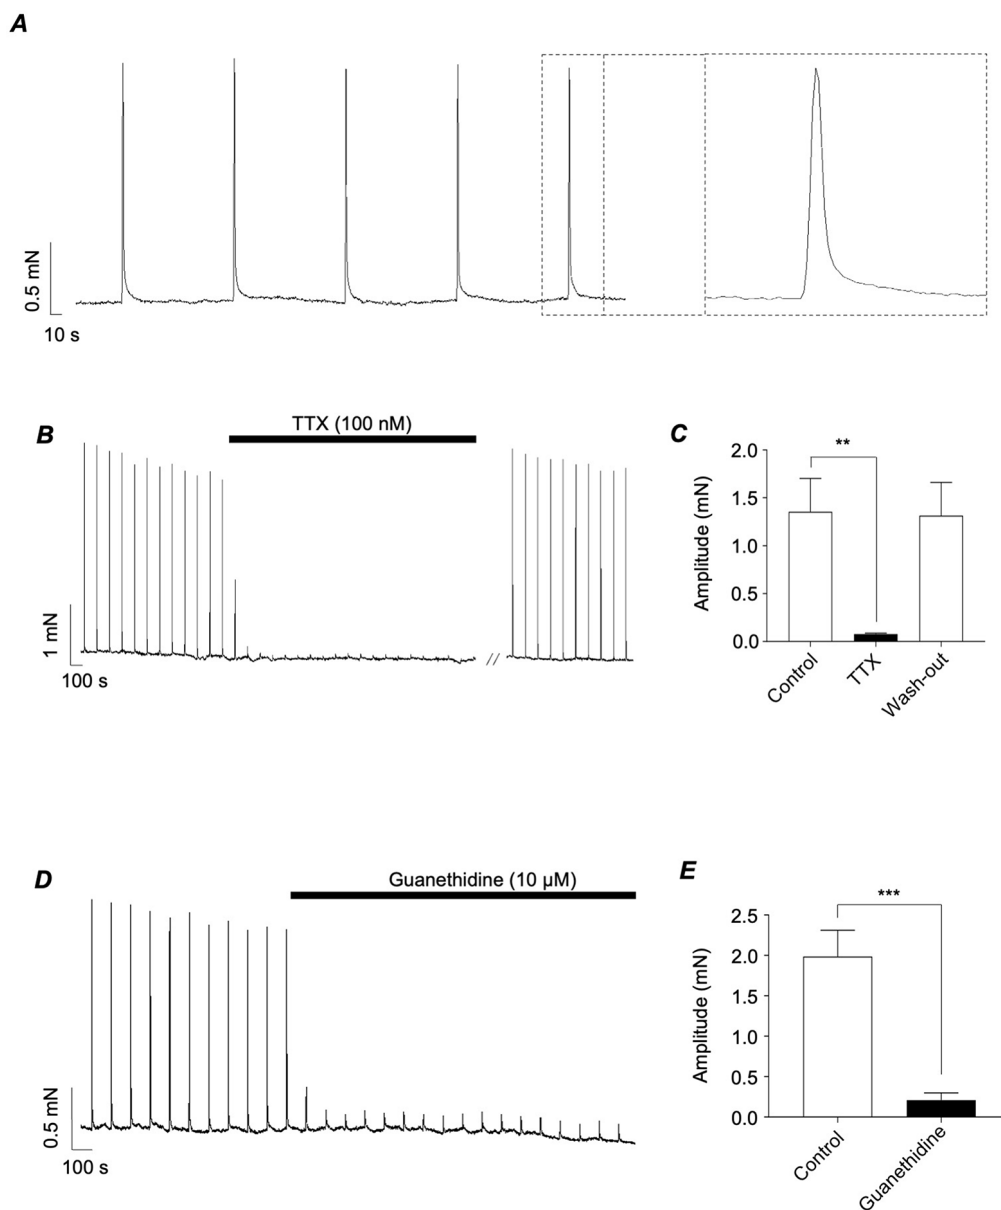 A
0.5 mN
10 s
B
TTX (100 nM)
1 mN
100 s
//
C
**
Amplitude (mN)
2.0
1.5
1.0
0.5
0.0
Control
TTX
Wash-out
D
Guanethidine (10 µM)
0.5 mN
100 s
E
***
Amplitude (mN)
2.5
2.0
1.5
1.0
0.5
0.0
Control
Guanethidine